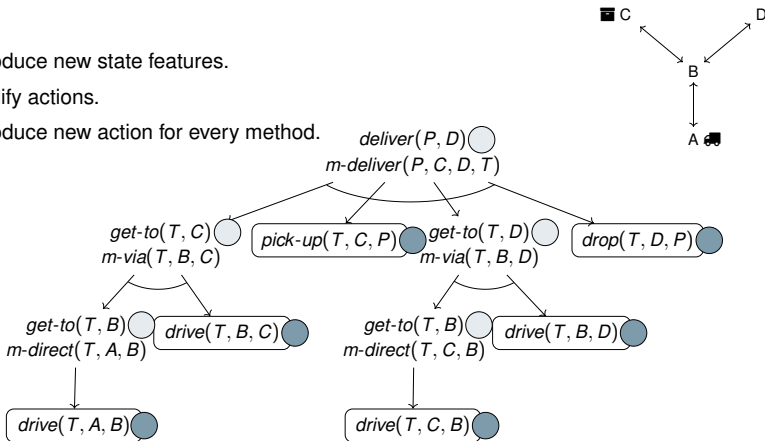 C
D
oduce new state features.
B
ify actions.
oduce new action for every method.
A
deliver(P, D)
m-deliver(P, C, D, T)
get-to(T, C)
m-via(T, B, C)
pick-up(T, C, P)
get-to(T, D)
m-via(T, B, D)
drop(T, D, P)
get-to(T, B)
m-direct(T, A, B)
drive(T, B, C)
get-to(T, B)
m-direct(T, C, B)
drive(T, B, D)
drive(T, A, B)
drive(T, C, B)